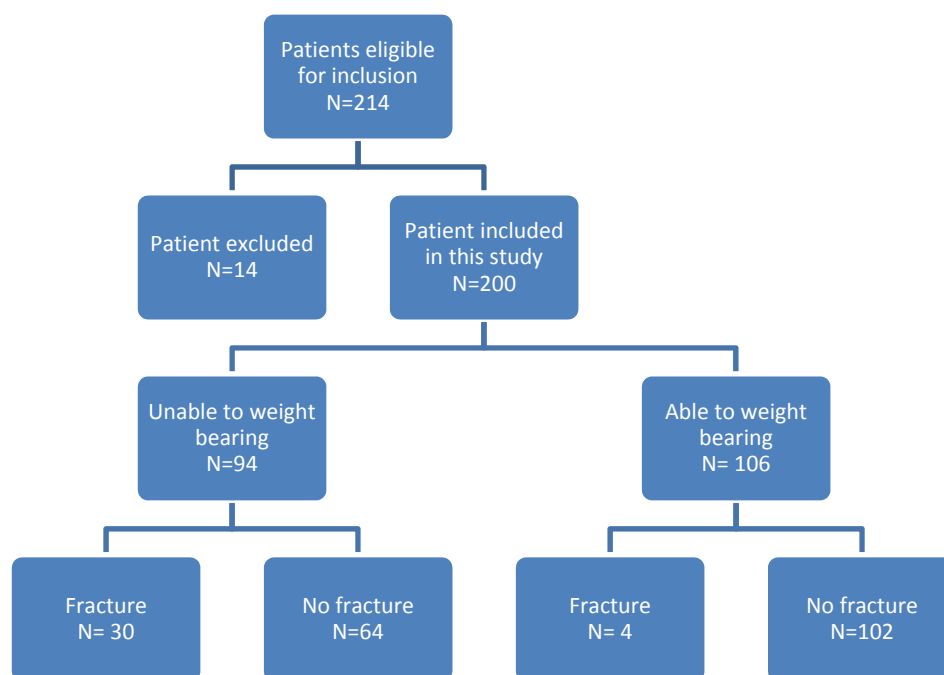 Patients eligible
for inclusion
N=214
Patient excluded
N=14
Patient included
in this study
N=200
Unable to weight
bearing
N=94
Able to weight
bearing
N= 106
Fracture
N= 30
No fracture
N=64
Fracture
N= 4
No fracture
N=102